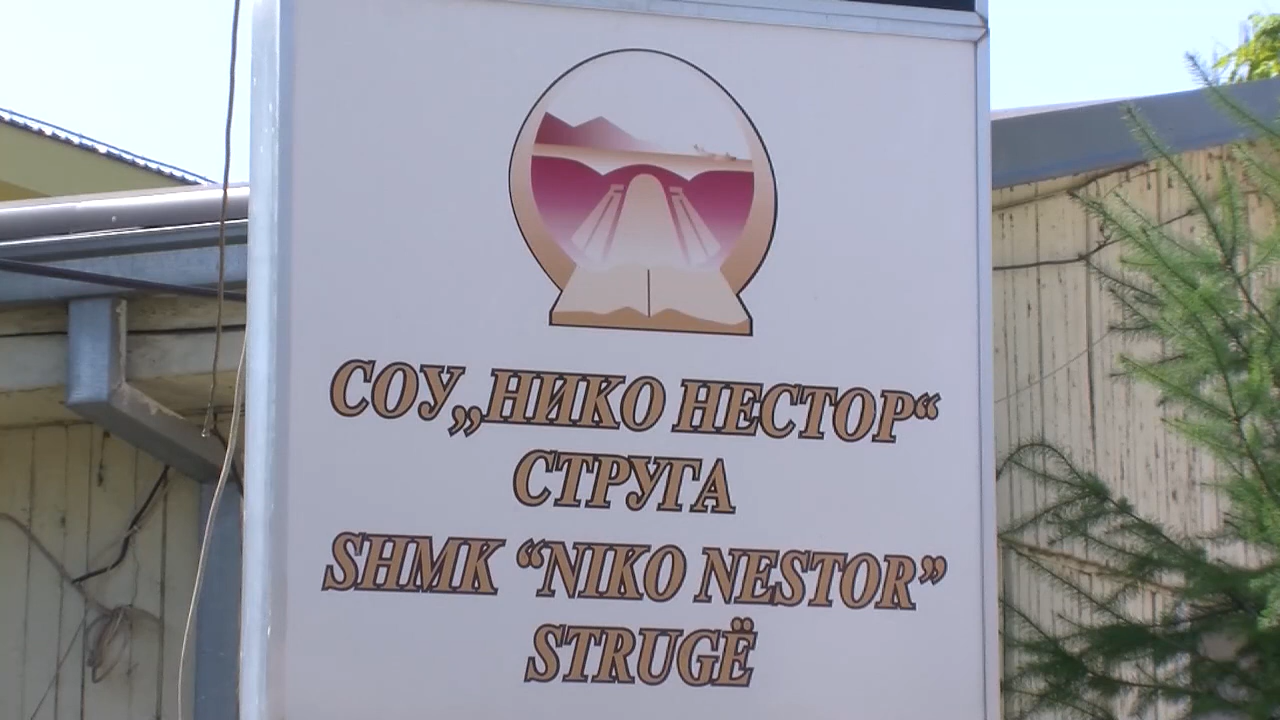 СОУ „НИКО НЕСТОР“
СТРУГА
SHMK “NIKO NESTOR”
STRUGË